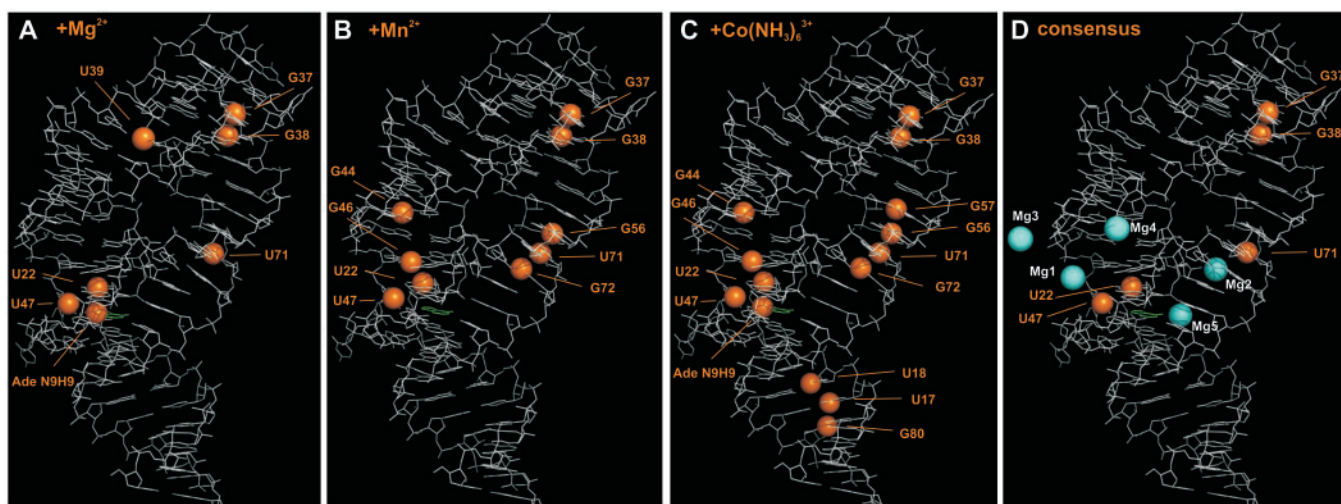 A +Mg²⁺
U39
G37
G38
U71
U22
U47
Ade N9H9
B +Mn²⁺
G37
G38
G44
G46
G56
U71
U22
G72
U47
C +Co(NH₃)₆³⁺
G37
G38
G44
G57
G46
G56
U71
U22
G72
U47
Ade N9H9
U18
U17
G80
D consensus
G37
G38
Mg3
Mg4
U71
Mg1
Mg2
U22
U47
Mg5